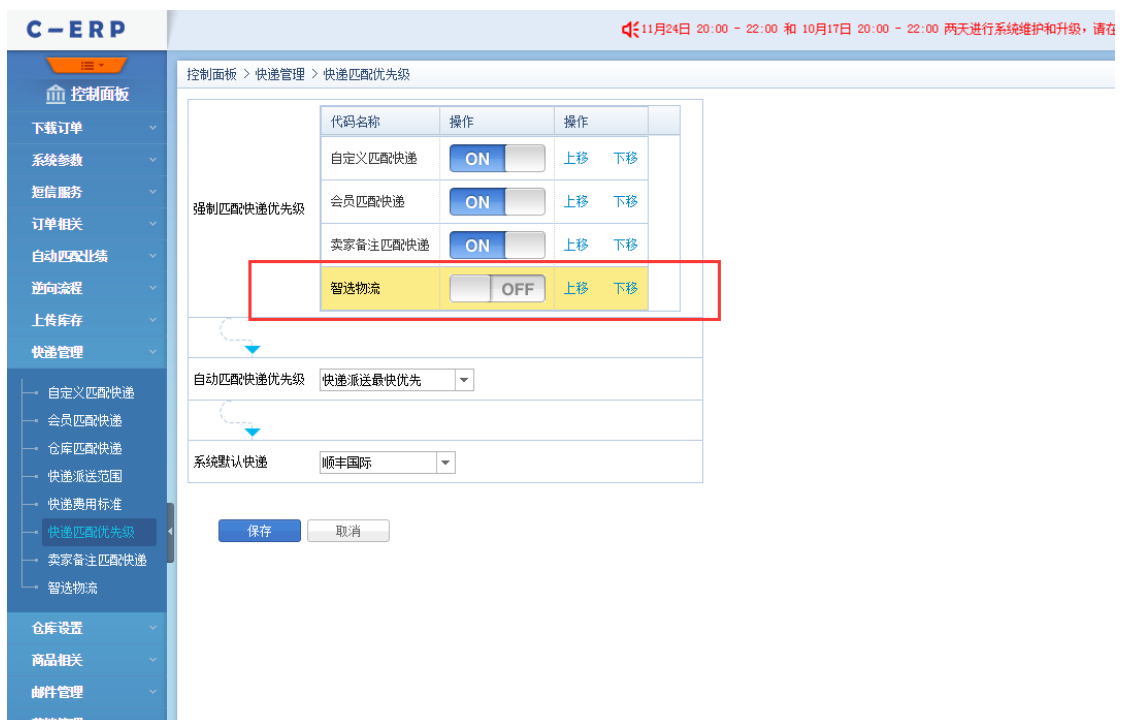 C-ERP
11月24日 20:00 - 22:00 和 10月17日 20:00 - 22:00 两天进行系统维护和升级，请在
控制面板
下载订单
系统参数
短信服务
订单相关
自动匹配业绩
逆向流程
上传库存
快递管理
自定义匹配快递
会员匹配快递
仓库匹配快递
快递派送范围
快递费用标准
快递匹配优先级
卖家备注匹配快递
智选物流
仓库设置
商品相关
邮件管理
控制面板 > 快递管理 > 快递匹配优先级
强制匹配快递优先级
代码名称 操作 操作
自定义匹配快递 ON 上移 下移
会员匹配快递 ON 上移 下移
卖家备注匹配快递 ON 上移 下移
智选物流 OFF 上移 下移
自动匹配快递优先级 快递派送最快优先
系统默认快递 顺丰国际
保存 取消